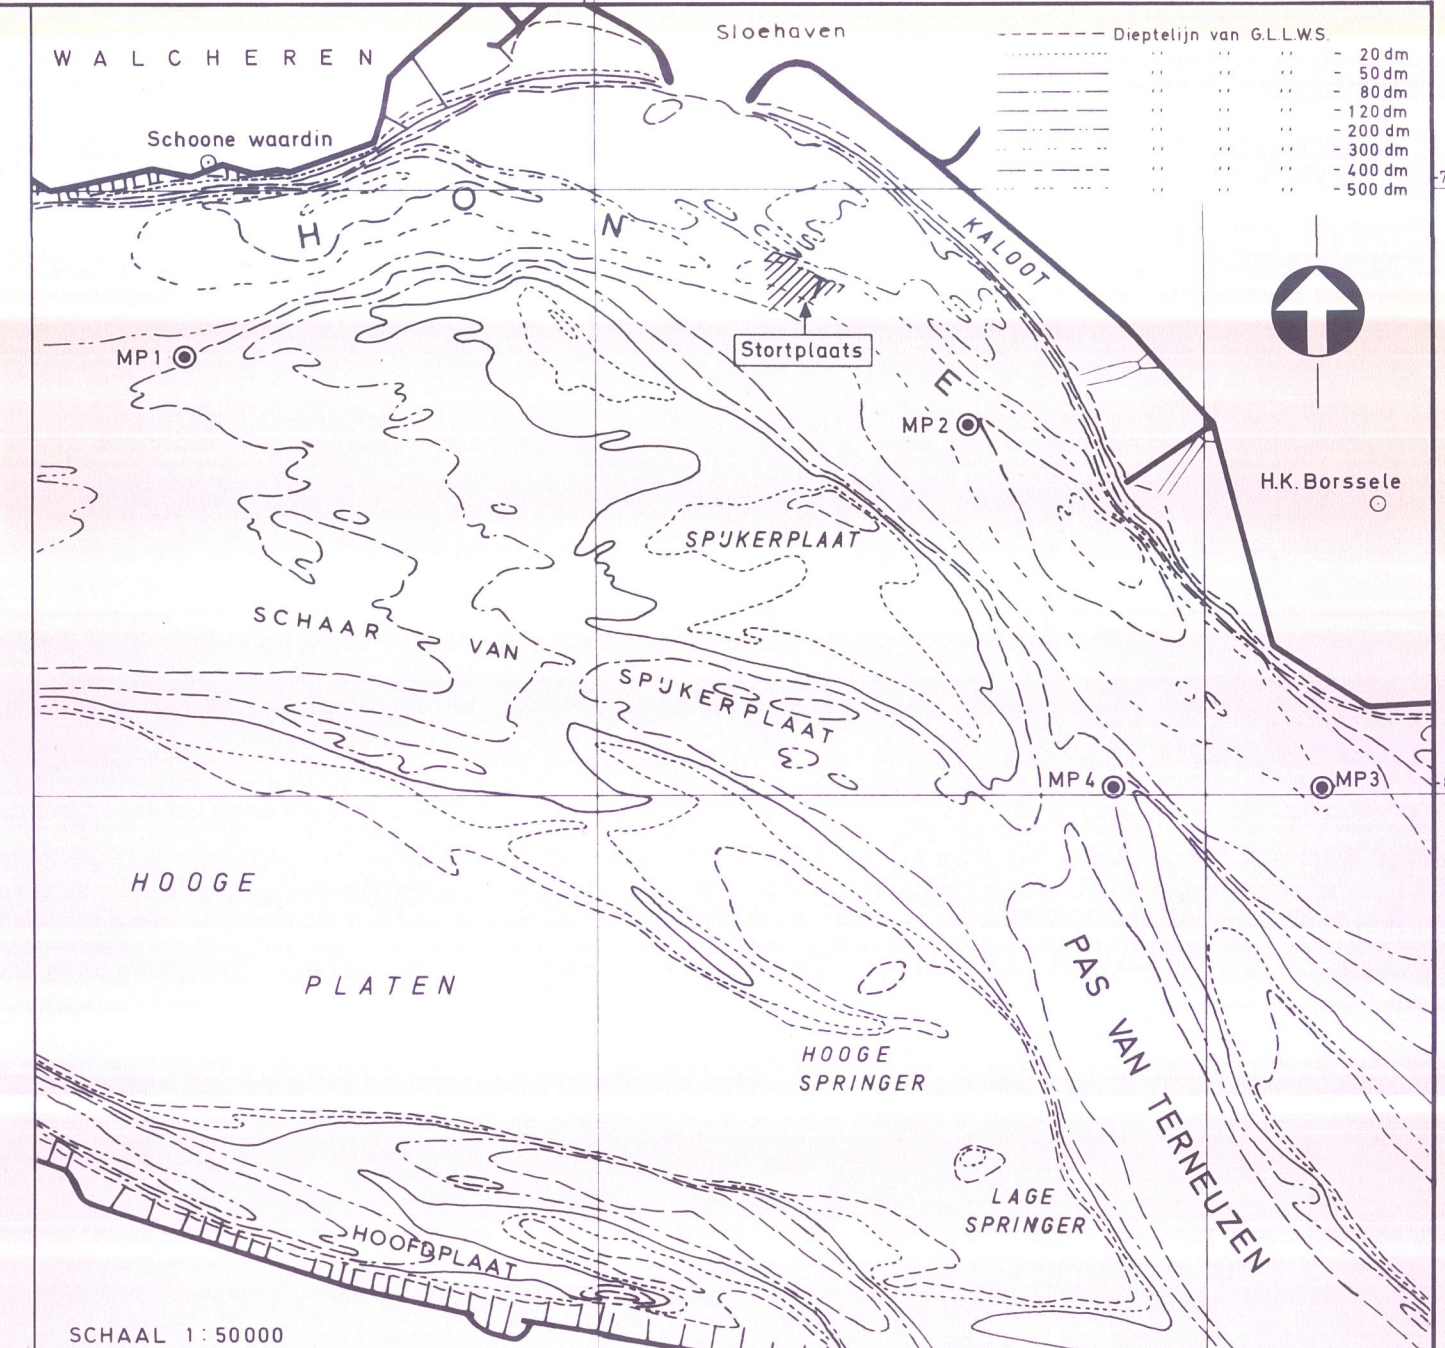 WALCHEREN
Sloehaven
Dieptelijn van G.L.L.W.S.
" " " - 20 dm
" " " - 50 dm
" " " - 80 dm
" " " - 120 dm
" " " - 200 dm
" " " - 300 dm
" " " - 400 dm
" " " - 500 dm
Schoone waardin
HONE
KALOOT
Stortplaats
MP1
MP2
H.K. Borssele
SPIJKERPLAAT
SCHAAR VAN SPIJKERPLAAT
MP4
MP3
HOOGE
PLATEN
PAS VAN TERNEUZEN
HOOGE
SPRINGER
LAGE
SPRINGER
HOOFDPLAAT
SCHAAL 1:50000